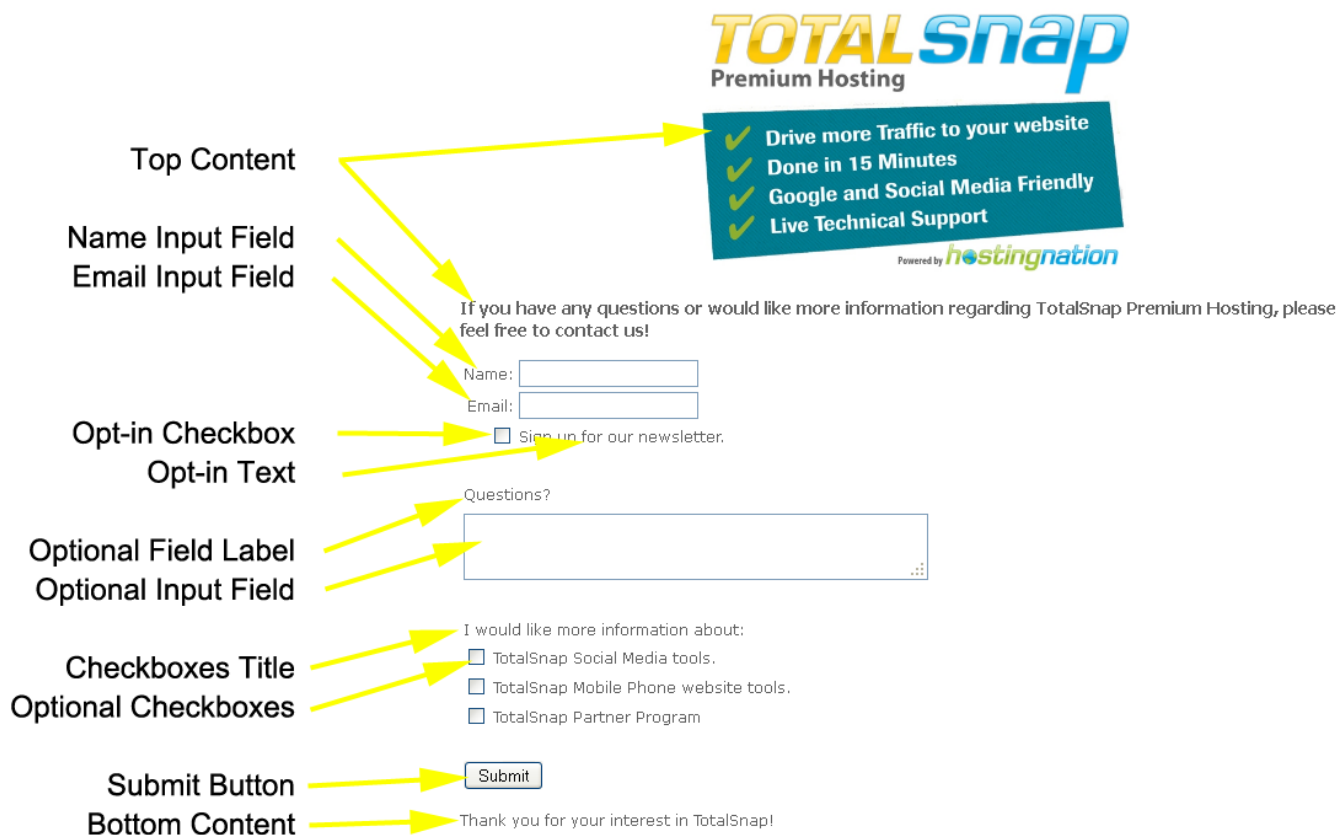 TOTALsnap
Premium Hosting
Drive more Traffic to your website
Done in 15 Minutes
Google and Social Media Friendly
Live Technical Support
Powered by hostingnation
Top Content
Name Input Field
Email Input Field
If you have any questions or would like more information regarding TotalSnap Premium Hosting, please
feel free to contact us!
Name:
Email:
Opt-in Checkbox
Sign up for our newsletter.
Opt-in Text
Questions?
Optional Field Label
Optional Input Field
I would like more information about:
Checkboxes Title
TotalSnap Social Media tools.
TotalSnap Mobile Phone website tools.
Optional Checkboxes
TotalSnap Partner Program
Submit Button
Submit
Bottom Content
Thank you for your interest in TotalSnap!